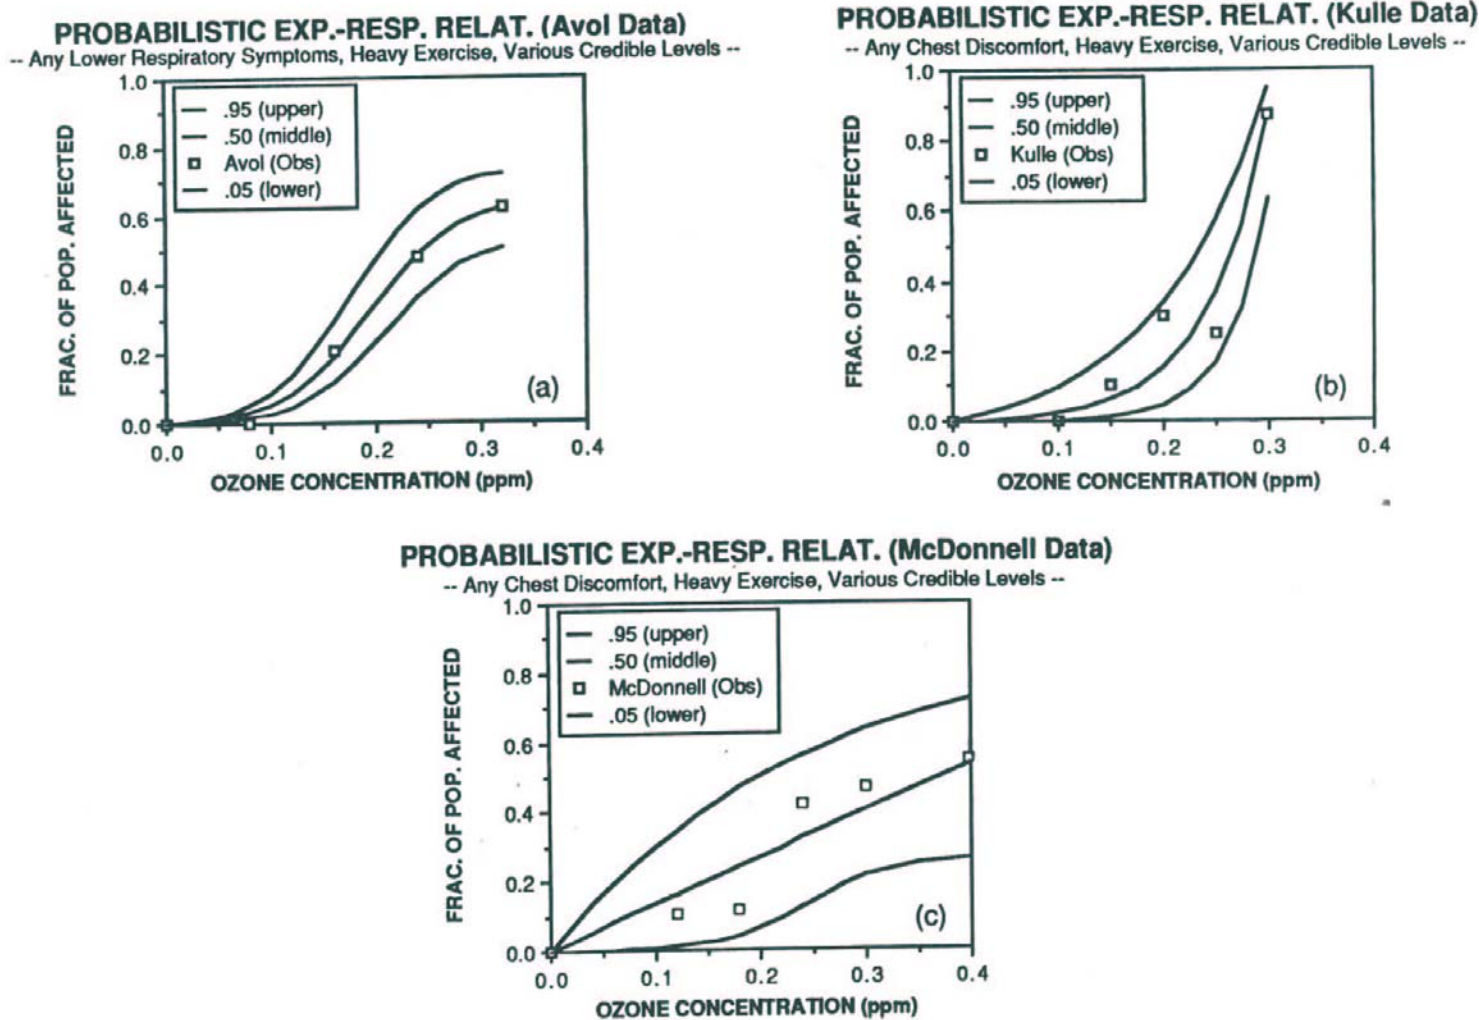 PROBABILISTIC EXP.-RESP. RELAT. (Avol Data)
-- Any Lower Respiratory Symptoms, Heavy Exercise, Various Credible Levels --
FRAC. OF POP. AFFECTED
1.0
0.8
0.6
0.4
0.2
0.0
.95 (upper)
.50 (middle)
Avol (Obs)
.05 (lower)
(a)
0.0 0.1 0.2 0.3 0.4
OZONE CONCENTRATION (ppm)
PROBABILISTIC EXP.-RESP. RELAT. (Kulle Data)
-- Any Chest Discomfort, Heavy Exercise, Various Credible Levels --
FRAC. OF POP. AFFECTED
1.0
0.8
0.6
0.4
0.2
0.0
.95 (upper)
.50 (middle)
Kulle (Obs)
.05 (lower)
(b)
0.0 0.1 0.2 0.3 0.4
OZONE CONCENTRATION (ppm)
PROBABILISTIC EXP.-RESP. RELAT. (McDonnell Data)
-- Any Chest Discomfort, Heavy Exercise, Various Credible Levels --
FRAC. OF POP. AFFECTED
1.0
0.8
0.6
0.4
0.2
0.0
.95 (upper)
.50 (middle)
McDonnell (Obs)
.05 (lower)
(c)
0.0 0.1 0.2 0.3 0.4
OZONE CONCENTRATION (ppm)